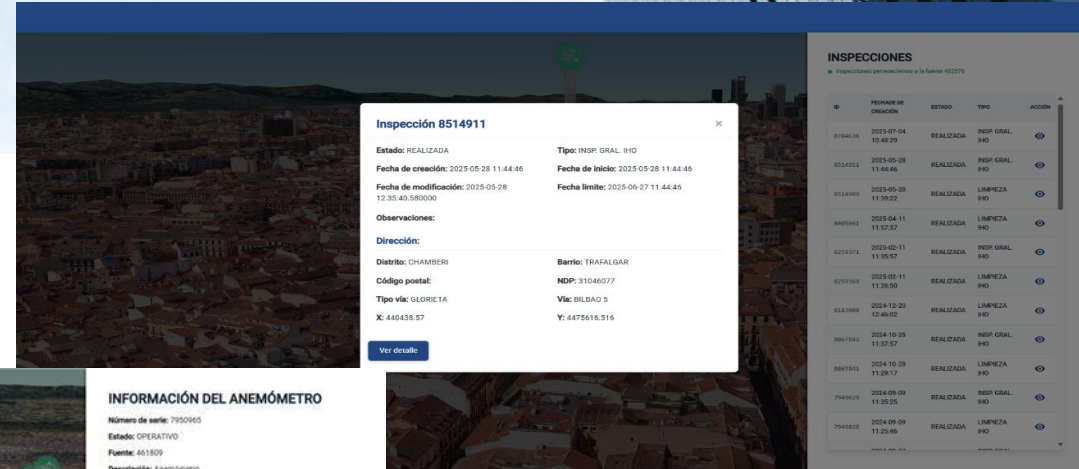 INSPECCIONES
Inspecciones pertenecientes a la fuente 462576
ID FECHA DE CREACIÓN ESTADO TIPO ACCIÓN
2025-07-04 10:48:29 REALIZADA INSP. GRAL. IHO
8514911 2025-05-28 11:44:46 REALIZADA INSP. GRAL. IHO
2025-05-28 11:39:22 REALIZADA LIMPIEZA IHO
2025-04-11 11:57:37 REALIZADA LIMPIEZA IHO
2025-02-11 11:35:57 REALIZADA INSP. GRAL. IHO
2025-02-11 11:26:50 REALIZADA LIMPIEZA IHO
2024-12-20 12:46:02 REALIZADA LIMPIEZA IHO
2024-10-28 11:37:57 REALIZADA INSP. GRAL. IHO
8067841 2024-10-28 11:29:17 REALIZADA LIMPIEZA IHO
2024-09-09 11:35:25 REALIZADA INSP. GRAL. IHO
2024-09-09 11:25:46 REALIZADA LIMPIEZA IHO
Inspección 8514911
Estado: REALIZADA Tipo: INSP. GRAL. IHO
Fecha de creación: 2025-05-28 11:44:46 Fecha de inicio: 2025-05-28 11:44:46
Fecha de modificación: 2025-05-28 12:35:40.580000 Fecha límite: 2025-06-27 11:44:46
Observaciones:
Dirección:
Distrito: CHAMBERI Barrio: TRAFALGAR
Código postal: NDP: 31046077
Tipo vía: GLORIETA Vía: BILBAO 5
X: 440438.57 Y: 4475616.516
Ver detalle
INFORMACIÓN DEL ANEMÓMETRO
Número de serie: 7950965
Estado: OPERATIVO
Fuente: 461809
Descripción: Anemómetro